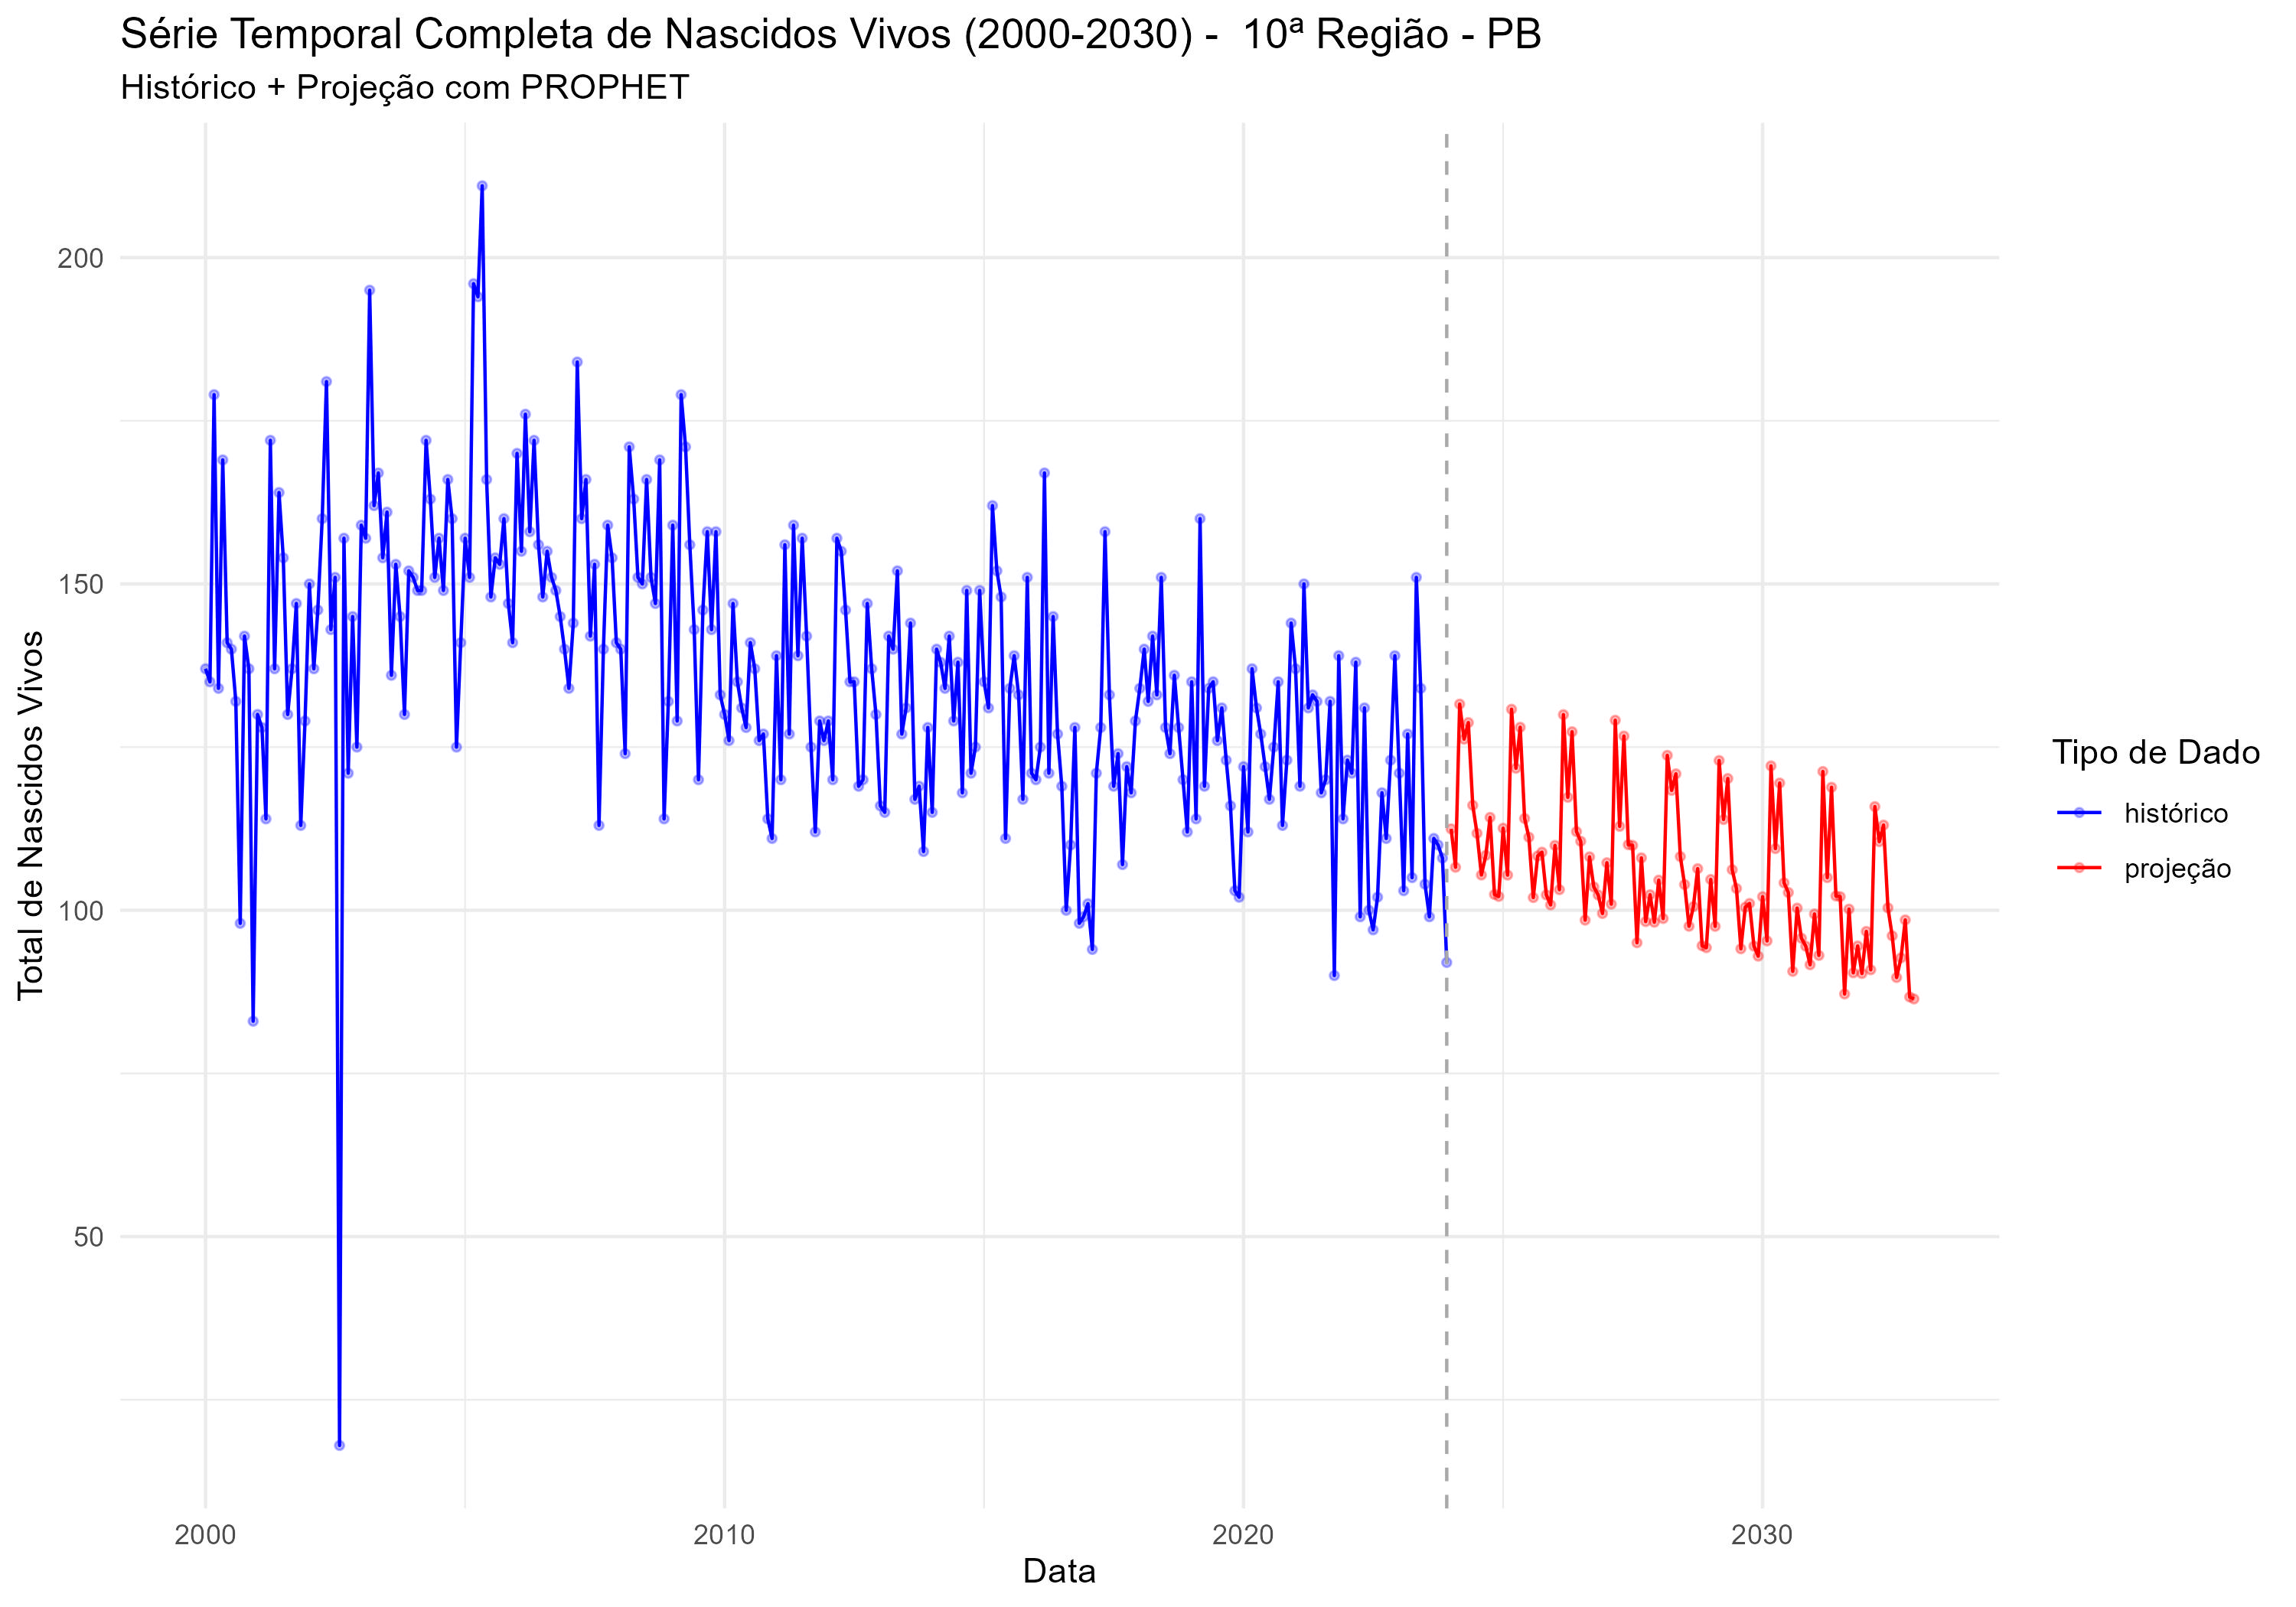 Série Temporal Completa de Nascidos Vivos (2000-2030) -  10ª Região - PB
Histórico + Projeção com PROPHET
Total de Nascidos Vivos
200
150
100
50
2000
2010
2020
2030
Data
Tipo de Dado
histórico
projeção